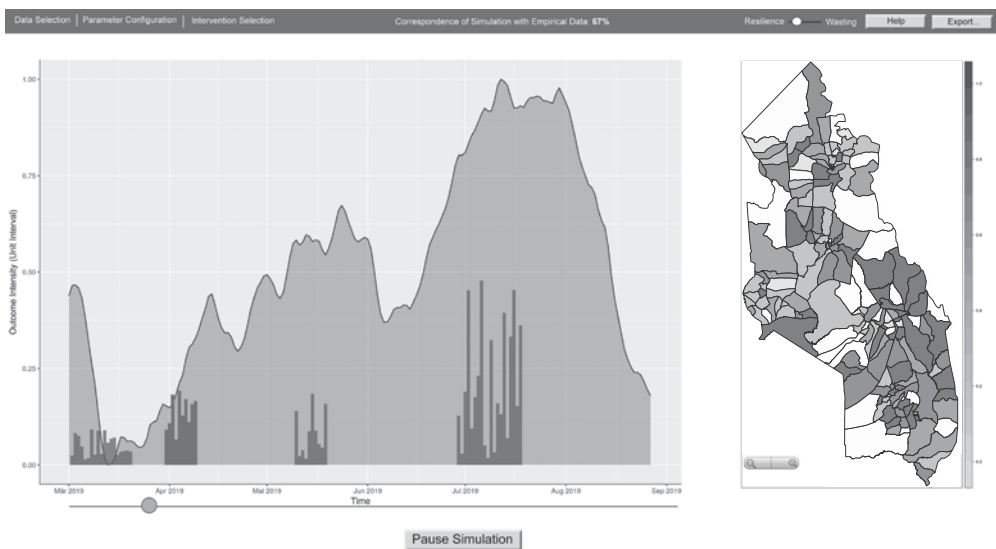 Data Selection | Parameter Configuration | Intervention Selection
Correspondence of Simulation with Empirical Data: 67%
Resilience
Wasting
Help
Export...
Outcome Intensity (Unit Interval)
1.00
0.75
0.50
0.25
0.00
Mar 2019
Apr 2019
Mai 2019
Jun 2019
Jul 2019
Aug 2019
Sep 2019
Time
Pause Simulation